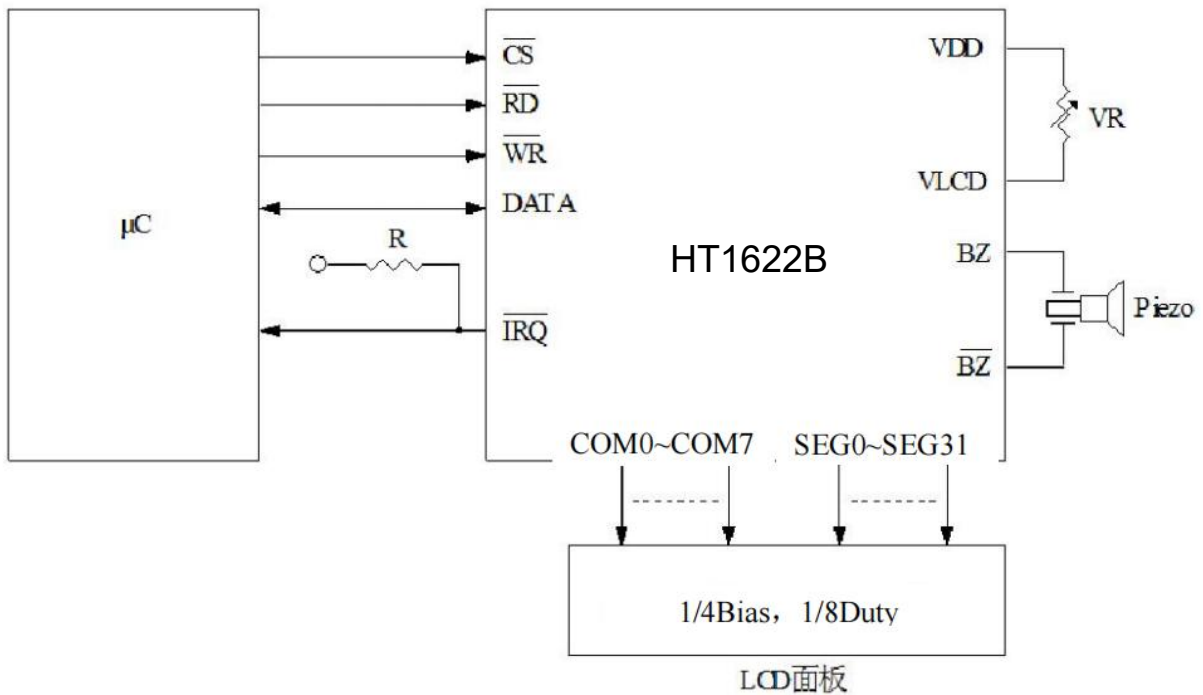 μC
R
CS
RD
WR
DATA
IRQ
HT1622B
VDD
VR
VLCD
BZ
Piezo
BZ
COM0~COM7
SEG0~SEG31
1/4Bias，1/8Duty
LCD面板